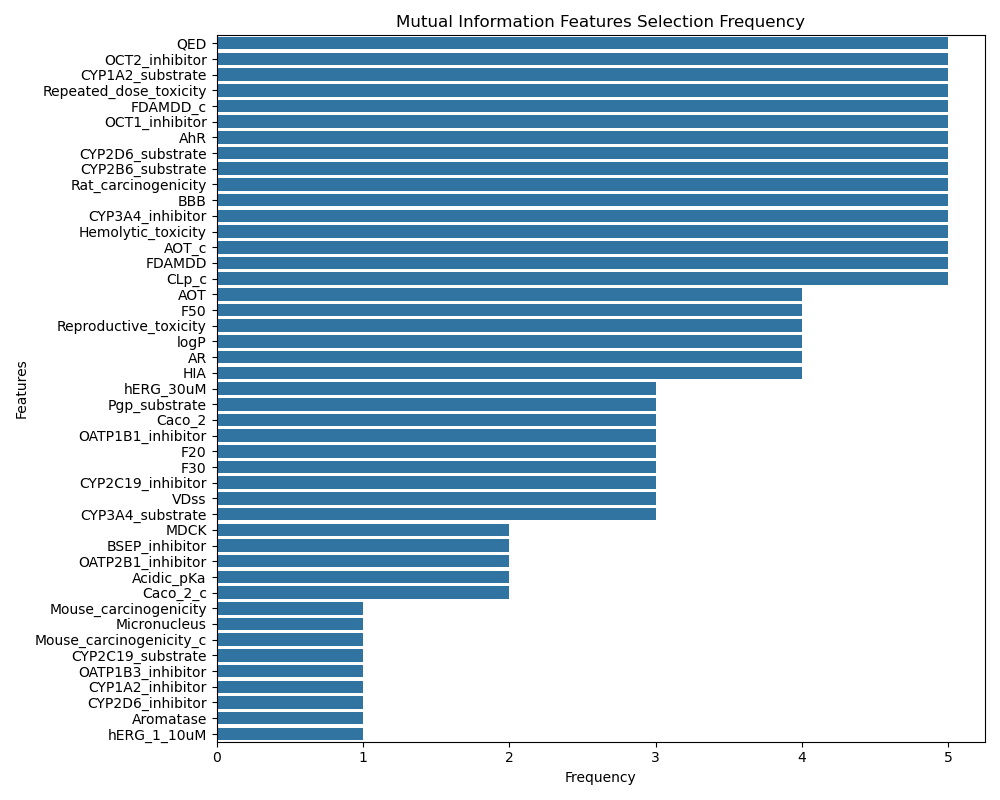 Mutual Information Features Selection Frequency
QED
OCT2_inhibitor
CYP1A2_substrate
Repeated_dose_toxicity
FDAMDD_c
OCT1_inhibitor
AhR
CYP2D6_substrate
CYP2B6_substrate
Rat_carcinogenicity
BBB
CYP3A4_inhibitor
Hemolytic_toxicity
AOT_c
FDAMDD
CLp_c
AOT
F50
Reproductive_toxicity
logP
AR
HIA
hERG_30uM
Pgp_substrate
Caco_2
OATP1B1_inhibitor
F20
F30
CYP2C19_inhibitor
VDss
CYP3A4_substrate
MDCK
BSEP_inhibitor
OATP2B1_inhibitor
Acidic_pKa
Caco_2_c
Mouse_carcinogenicity
Micronucleus
Mouse_carcinogenicity_c
CYP2C19_substrate
OATP1B3_inhibitor
CYP1A2_inhibitor
CYP2D6_inhibitor
Aromatase
hERG_1_10uM
Features
0 1 2 3 4 5
Frequency